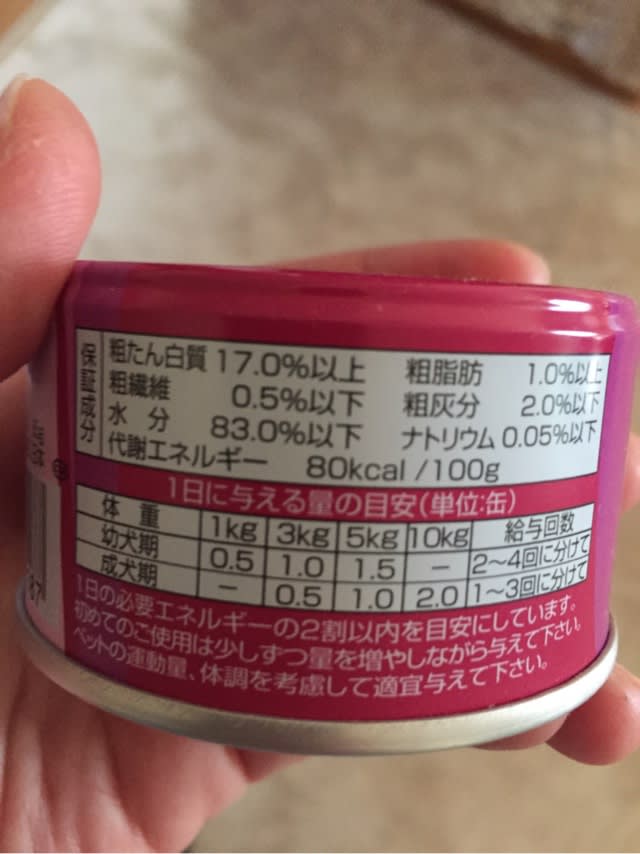 保証成分
粗たん白質 17.0%以上 粗脂肪 1.0%以上
粗繊維 0.5%以下 粗灰分 2.0%以下
水分 83.0%以下 ナトリウム 0.05%以下
代謝エネルギー 80kcal/100g
1日に与える量の目安(単位:缶)
体重 1kg 3kg 5kg 10kg 給与回数
幼犬期 0.5 1.0 1.5 − 2〜4回に分けて
成犬期 − 0.5 1.0 2.0 1〜3回に分けて
1日の必要エネルギーの2割以内を目安にしています。
初めてのご使用は少しずつ量を増やしながら与えて下さい。
ペットの運動量、体調を考慮して適宜与えて下さい。
87